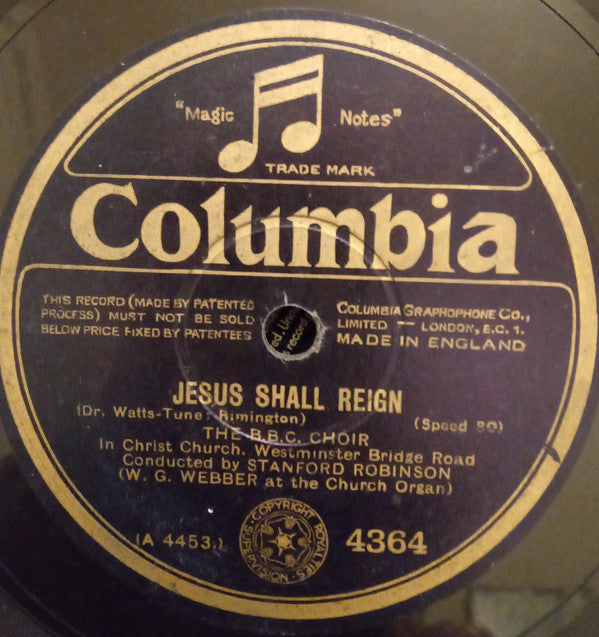 "Magic Notes"
TRADE MARK
Columbia
THIS RECORD (MADE BY PATENTED
PROCESS) MUST NOT BE SOLD
BELOW PRICE FIXED BY PATENTEES
COLUMBIA GRAPHOPHONE CO.,
LIMITED — LONDON, E.C. 1.
MADE IN ENGLAND
JESUS SHALL REIGN
(Dr. Watts-Tune: Rimington) (Speed 80)
THE B.B.C. CHOIR
In Christ Church, Westminster Bridge Road
Conducted by STANFORD ROBINSON
(W. G. WEBBER at the Church Organ)
(A 4453.)
COPYRIGHT ROYALTIES SUPERVISION
4364